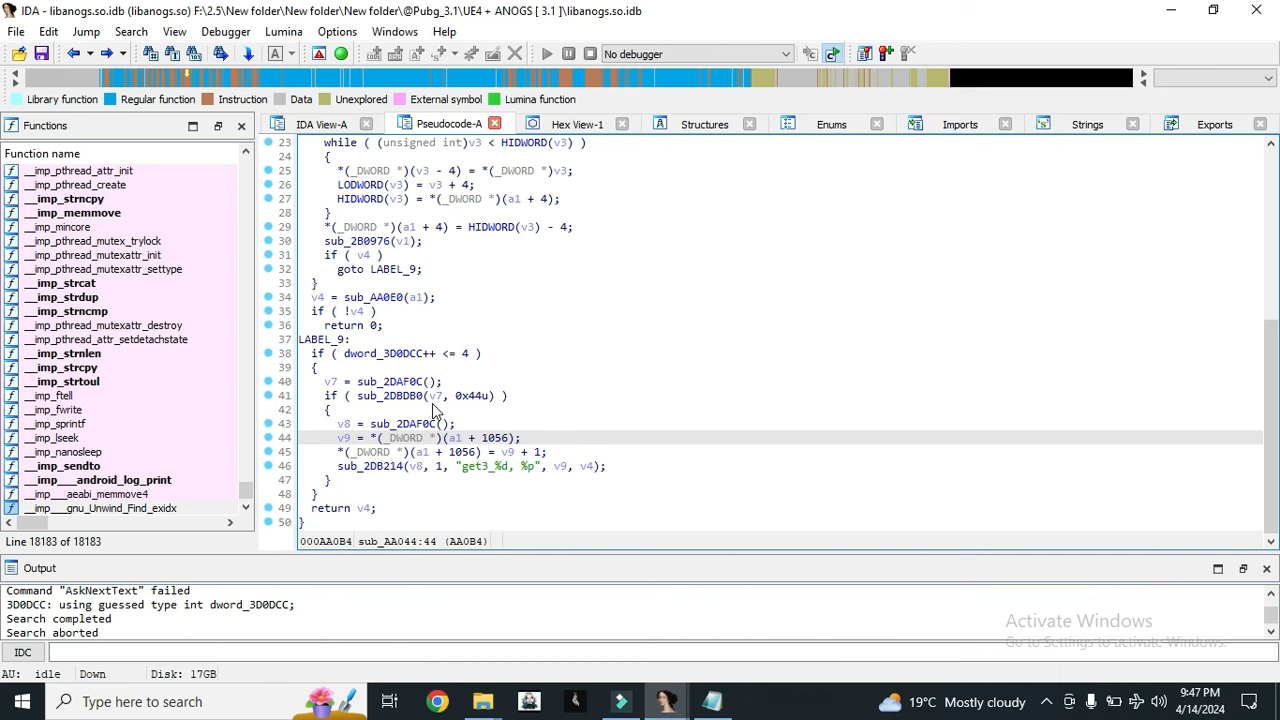 IDA - libanogs.so.idb (libanogs.so) F:\2.5\New folder\New folder\New folder\@Pubg_3.1\UE4 + ANOGS [ 3.1 ]\libanogs.so.idb
File Edit Jump Search View Debugger Lumina Options Windows Help
No debugger
Library function Regular function Instruction Data Unexplored External symbol Lumina function
Functions
IDA View-A Pseudocode-A Hex View-1 Structures Enums Imports Strings Exports
Function name
__imp_pthread_attr_init
__imp_pthread_create
__imp_strncpy
__imp_memmove
__imp_mincore
__imp_pthread_mutex_trylock
__imp_pthread_mutexattr_init
__imp_pthread_mutexattr_settype
__imp_strcat
__imp_strdup
__imp_strncmp
__imp_pthread_mutexattr_destroy
__imp_pthread_attr_setdetachstate
__imp_strnlen
__imp_strcpy
__imp_strtoul
__imp_ftell
__imp_fwrite
__imp_sprintf
__imp_lseek
__imp_nanosleep
__imp_sendto
__imp___android_log_print
__imp___aeabi_memmove4
__imp___gnu_Unwind_Find_exidx
Line 18183 of 18183
23 while ( (unsigned int)v3 < HIDWORD(v3) )
24 {
25 *(_DWORD *)(v3 - 4) = *(_DWORD *)v3;
26 LODWORD(v3) = v3 + 4;
27 HIDWORD(v3) = *(_DWORD *)(a1 + 4);
28 }
29 *(_DWORD *)(a1 + 4) = HIDWORD(v3) - 4;
30 sub_2B0976(v1);
31 if ( v4 )
32 goto LABEL_9;
33 }
34 v4 = sub_AA0E0(a1);
35 if ( !v4 )
36 return 0;
37 LABEL_9:
38 if ( dword_3D0DCC++ <= 4 )
39 {
40 v7 = sub_2DAF0C();
41 if ( sub_2DBDB0(v7, 0x44u) )
42 {
43 v8 = sub_2DAF0C();
44 v9 = *(_DWORD *)(a1 + 1056);
45 *(_DWORD *)(a1 + 1056) = v9 + 1;
46 sub_2DB214(v8, 1, "get3_%d, %p", v9, v4);
47 }
48 }
49 return v4;
50 }
000AA0B4 sub_AA044:44 (AA0B4)
Output
Command "AskNextText" failed
3D0DCC: using guessed type int dword_3D0DCC;
Search completed
Search aborted
IDC
AU: idle Down Disk: 17GB
Activate Windows
Go to Settings to activate Windows.
Type here to search
19°C Mostly cloudy
9:47 PM
4/14/2024